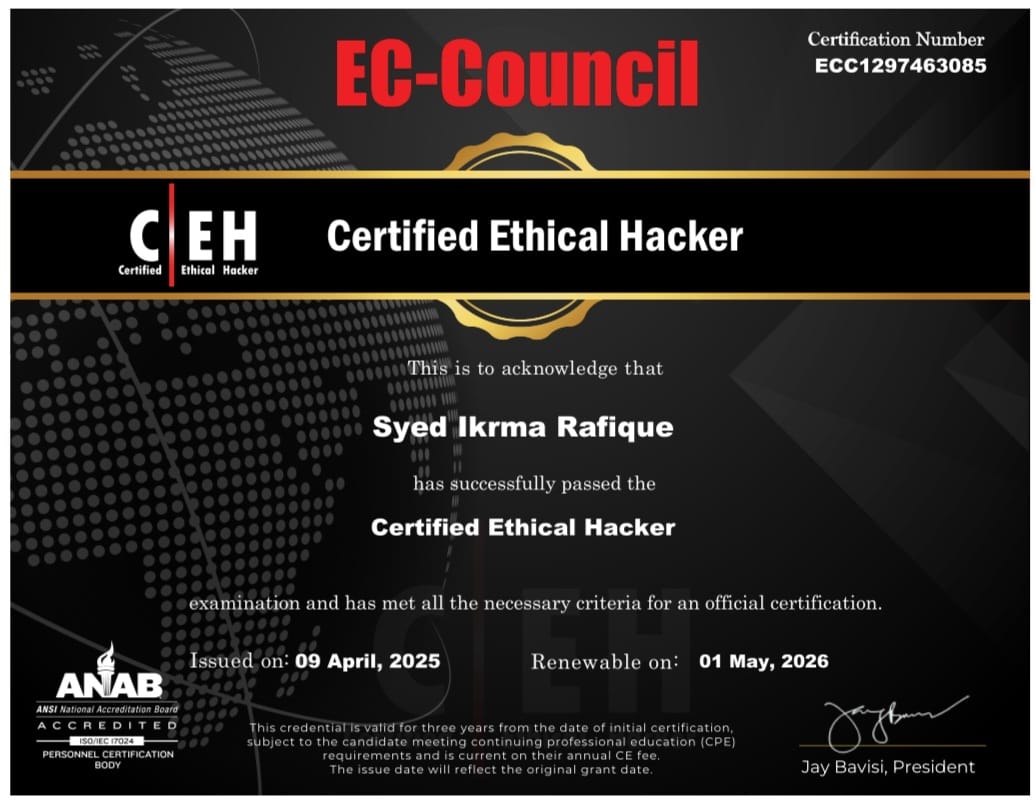 EC-Council
Certification Number
ECC1297463085
C EH
Certified Ethical Hacker
Certified Ethical Hacker
This is to acknowledge that
Syed Ikrma Rafique
has successfully passed the
Certified Ethical Hacker
examination and has met all the necessary criteria for an official certification.
Issued on: 09 April, 2025
Renewable on: 01 May, 2026
ANAB
ANSI National Accreditation Board
ACCREDITED
ISO/IEC 17024
PERSONNEL CERTIFICATION
BODY
This credential is valid for three years from the date of initial certification,
subject to the candidate meeting continuing professional education (CPE)
requirements and is current on their annual CE fee.
The issue date will reflect the original grant date.
Jay Bavisi, President